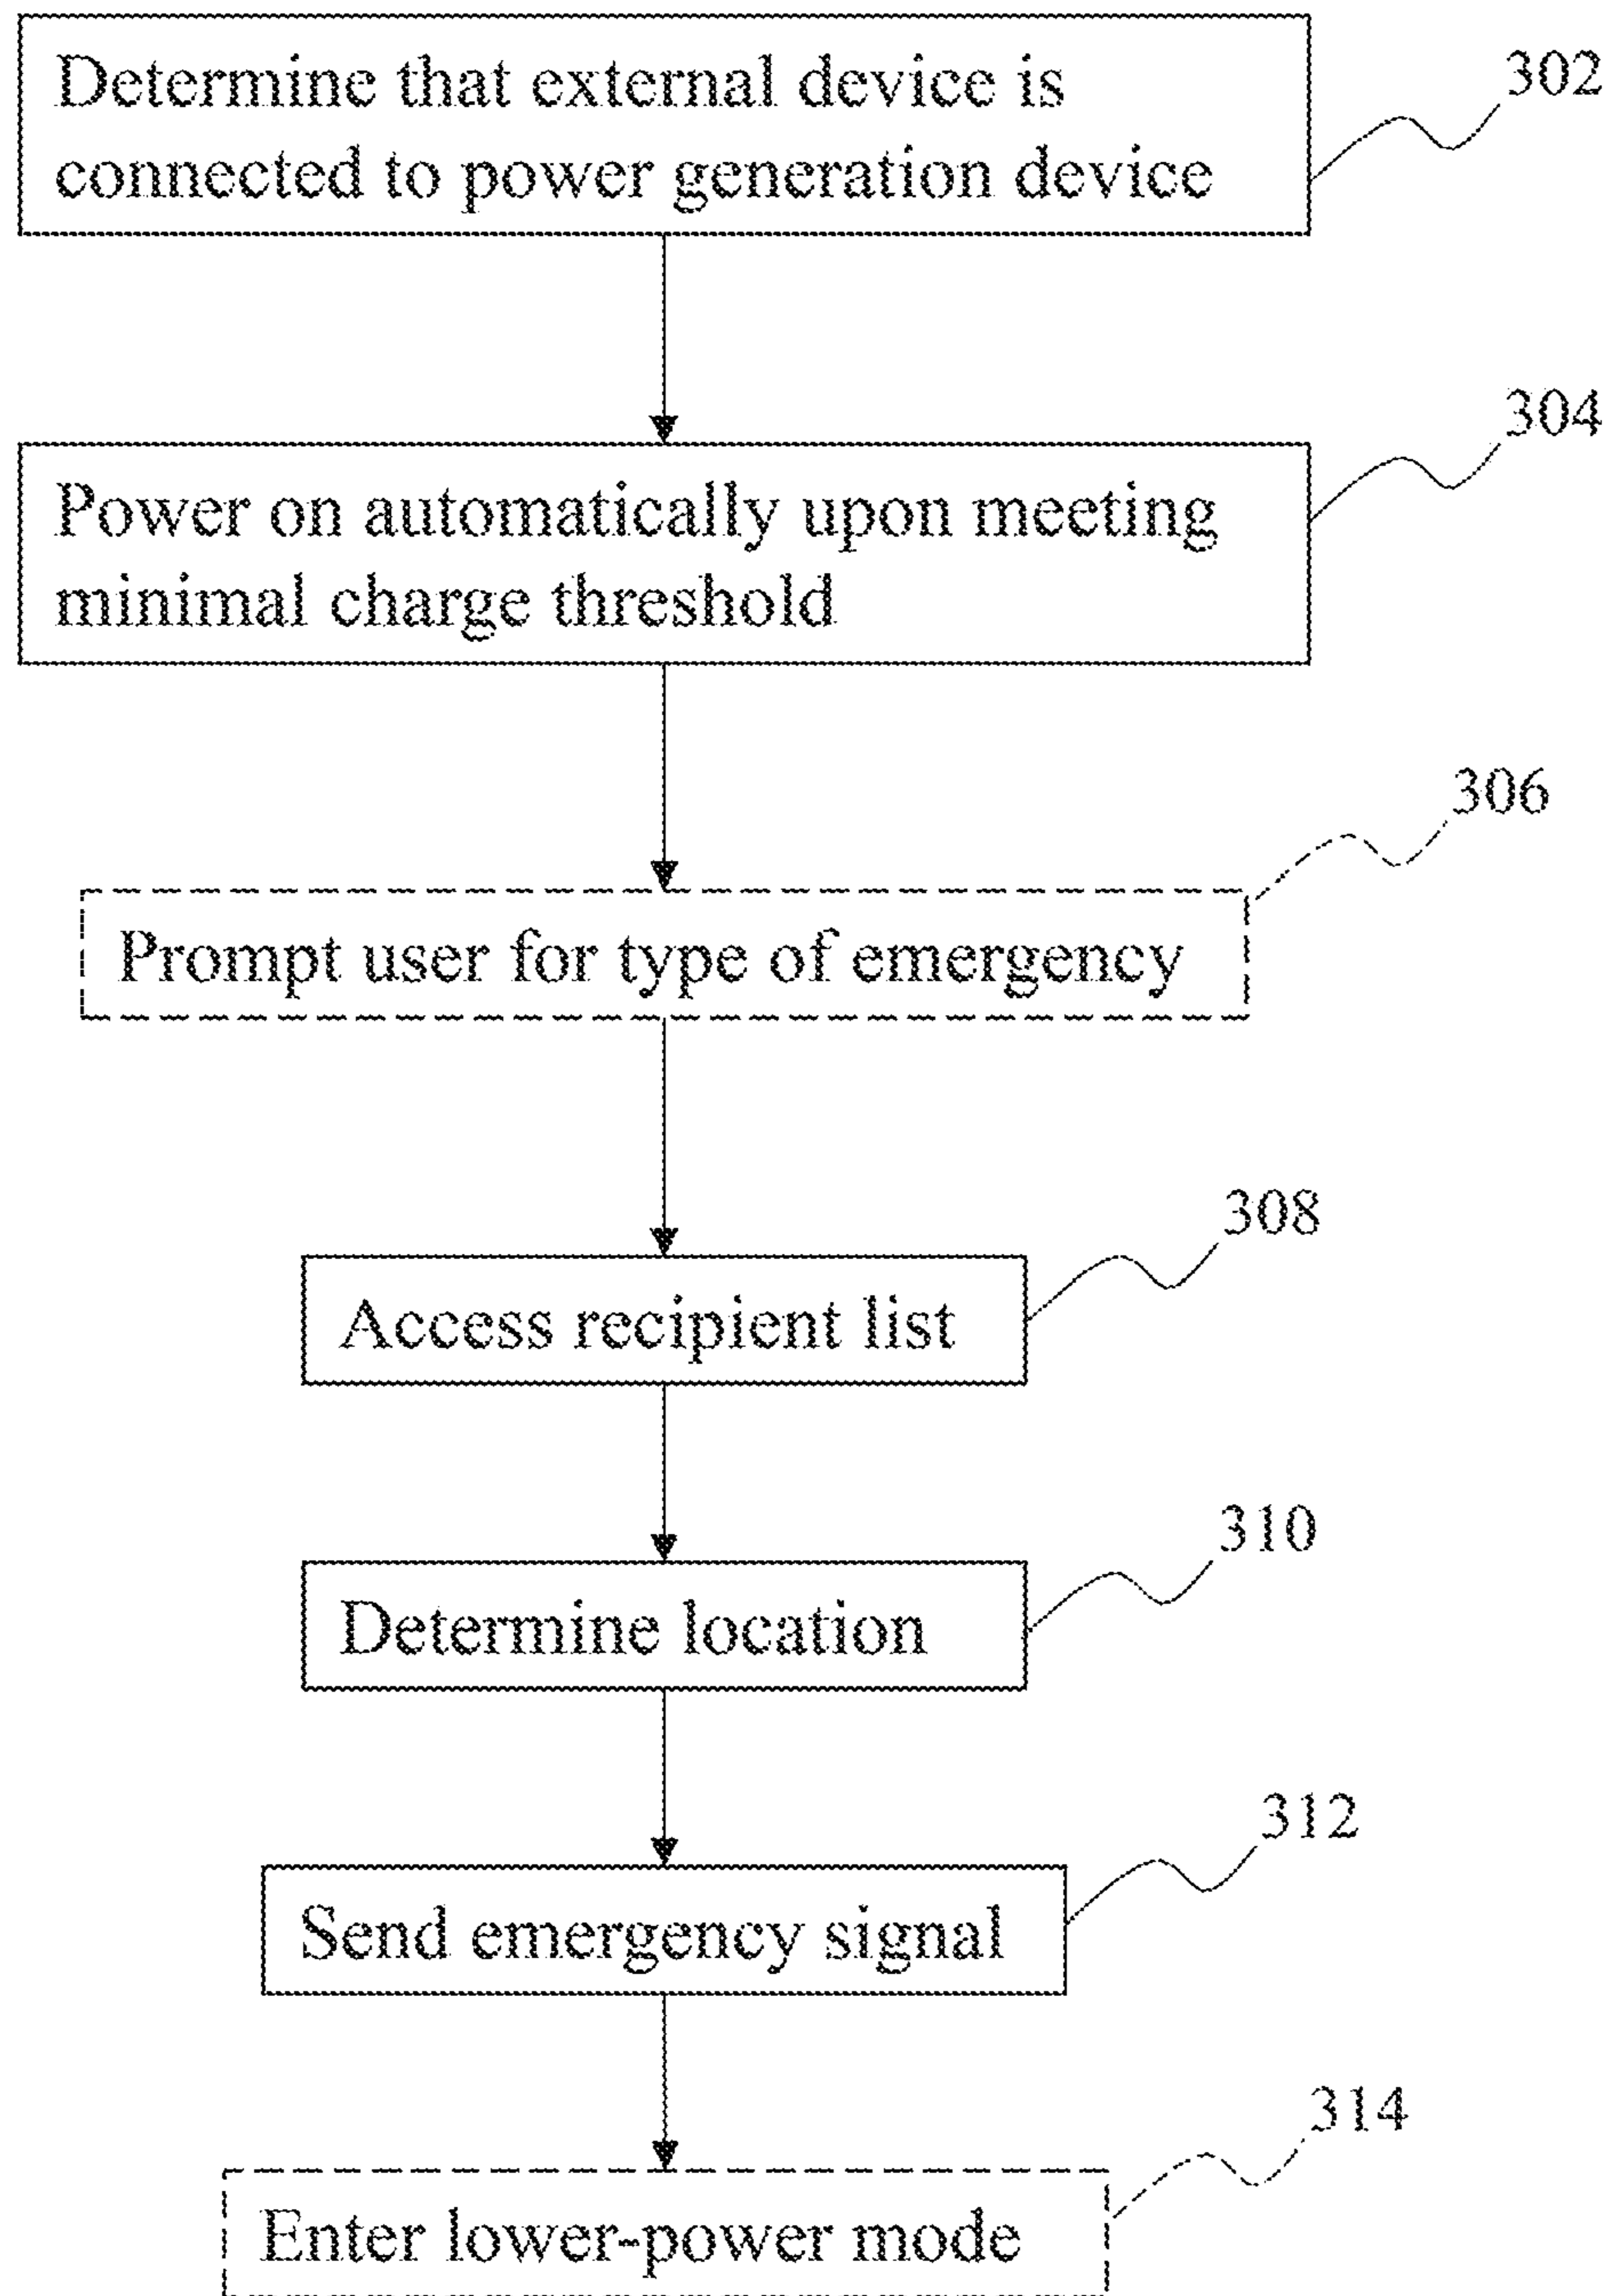 Determine that external device is
connected to power generation device
302
Power on automatically upon meeting
minimal charge threshold
304
306
Prompt user for type of emergency
308
Access recipient list
310
Determine location
312
Send emergency signal
314
Enter lower-power mode